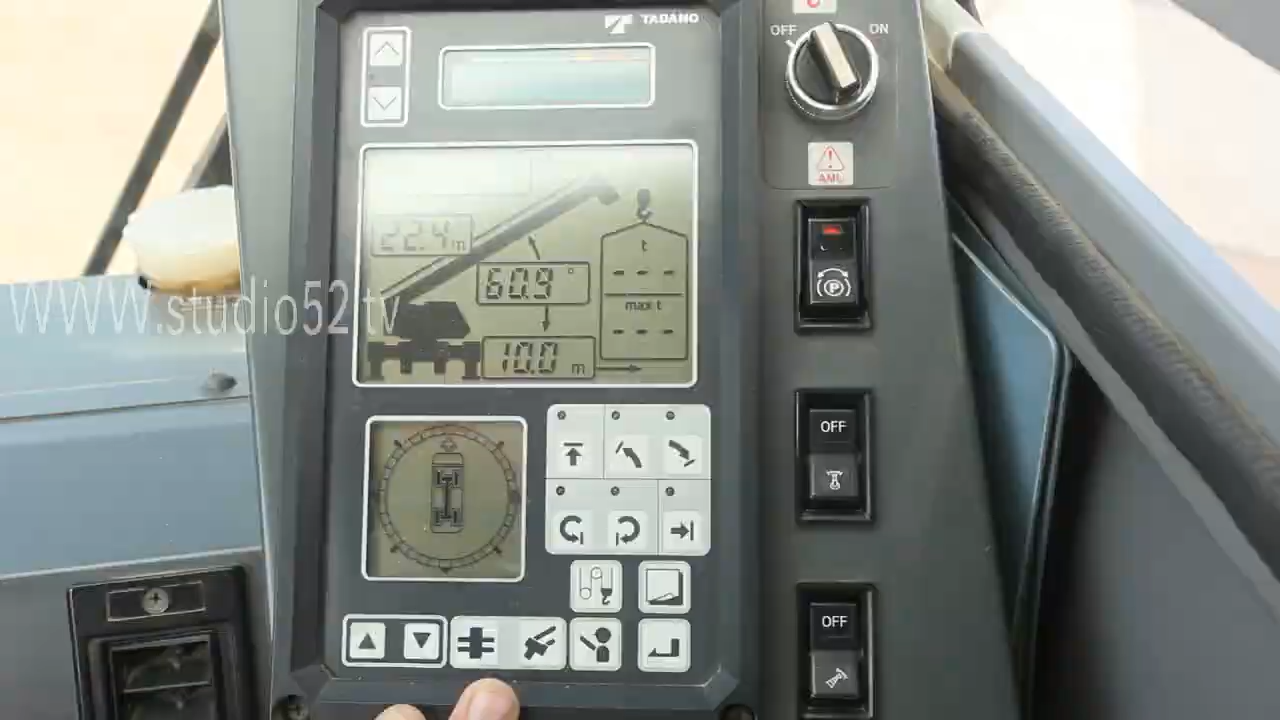 TADANO
OFF
ON
AML
22.4 m
60.9 °
10.0 m
t
- - -
max t
- - -
P
WWW.studio52.tv
OFF
OFF